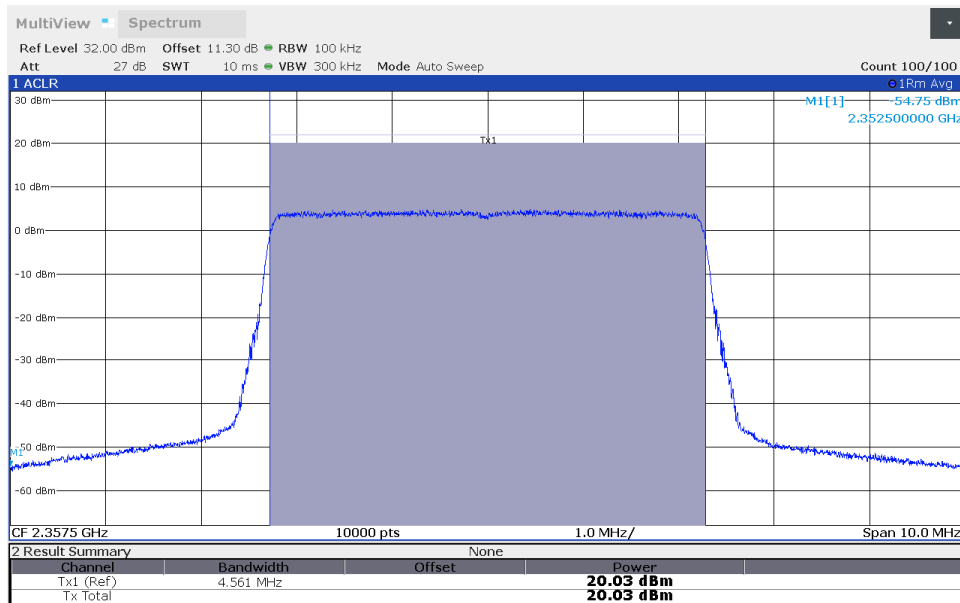 MultiView Spectrum
Ref Level 32.00 dBm Offset 11.30 dB RBW 100 kHz
Att 27 dB SWT 10 ms VBW 300 kHz Mode Auto Sweep Count 100/100
1 ACLR 1Rm Avg
30 dBm M1[1] -54.75 dBm
2.352500000 GHz
Tx1
20 dBm
10 dBm
0 dBm
-10 dBm
-20 dBm
-30 dBm
-40 dBm
-50 dBm
M1
-60 dBm
CF 2.3575 GHz 10000 pts 1.0 MHz/ Span 10.0 MHz
2 Result Summary None
Channel Bandwidth Offset Power
Tx1 (Ref) 4.561 MHz 20.03 dBm
Tx Total 20.03 dBm